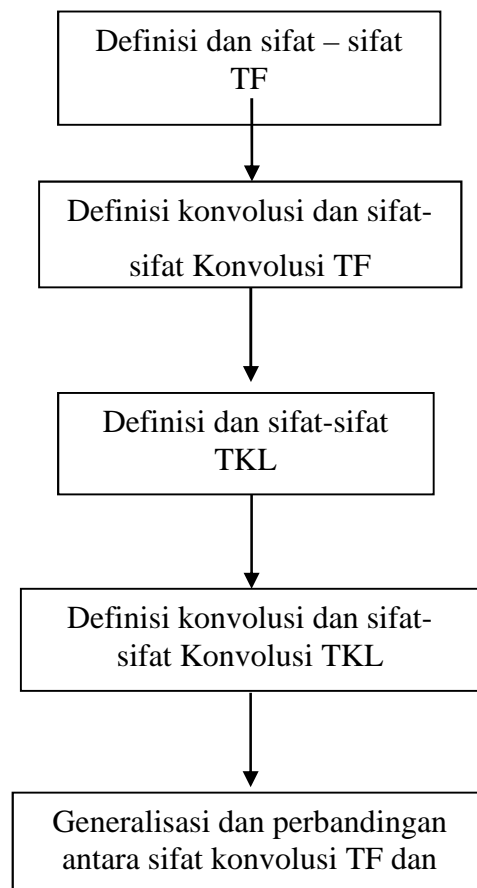 Definisi dan sifat – sifat
TF
Definisi konvolusi dan sifat-
sifat Konvolusi TF
Definisi dan sifat-sifat
TKL
Definisi konvolusi dan sifat-
sifat Konvolusi TKL
Generalisasi dan perbandingan
antara sifat konvolusi TF dan